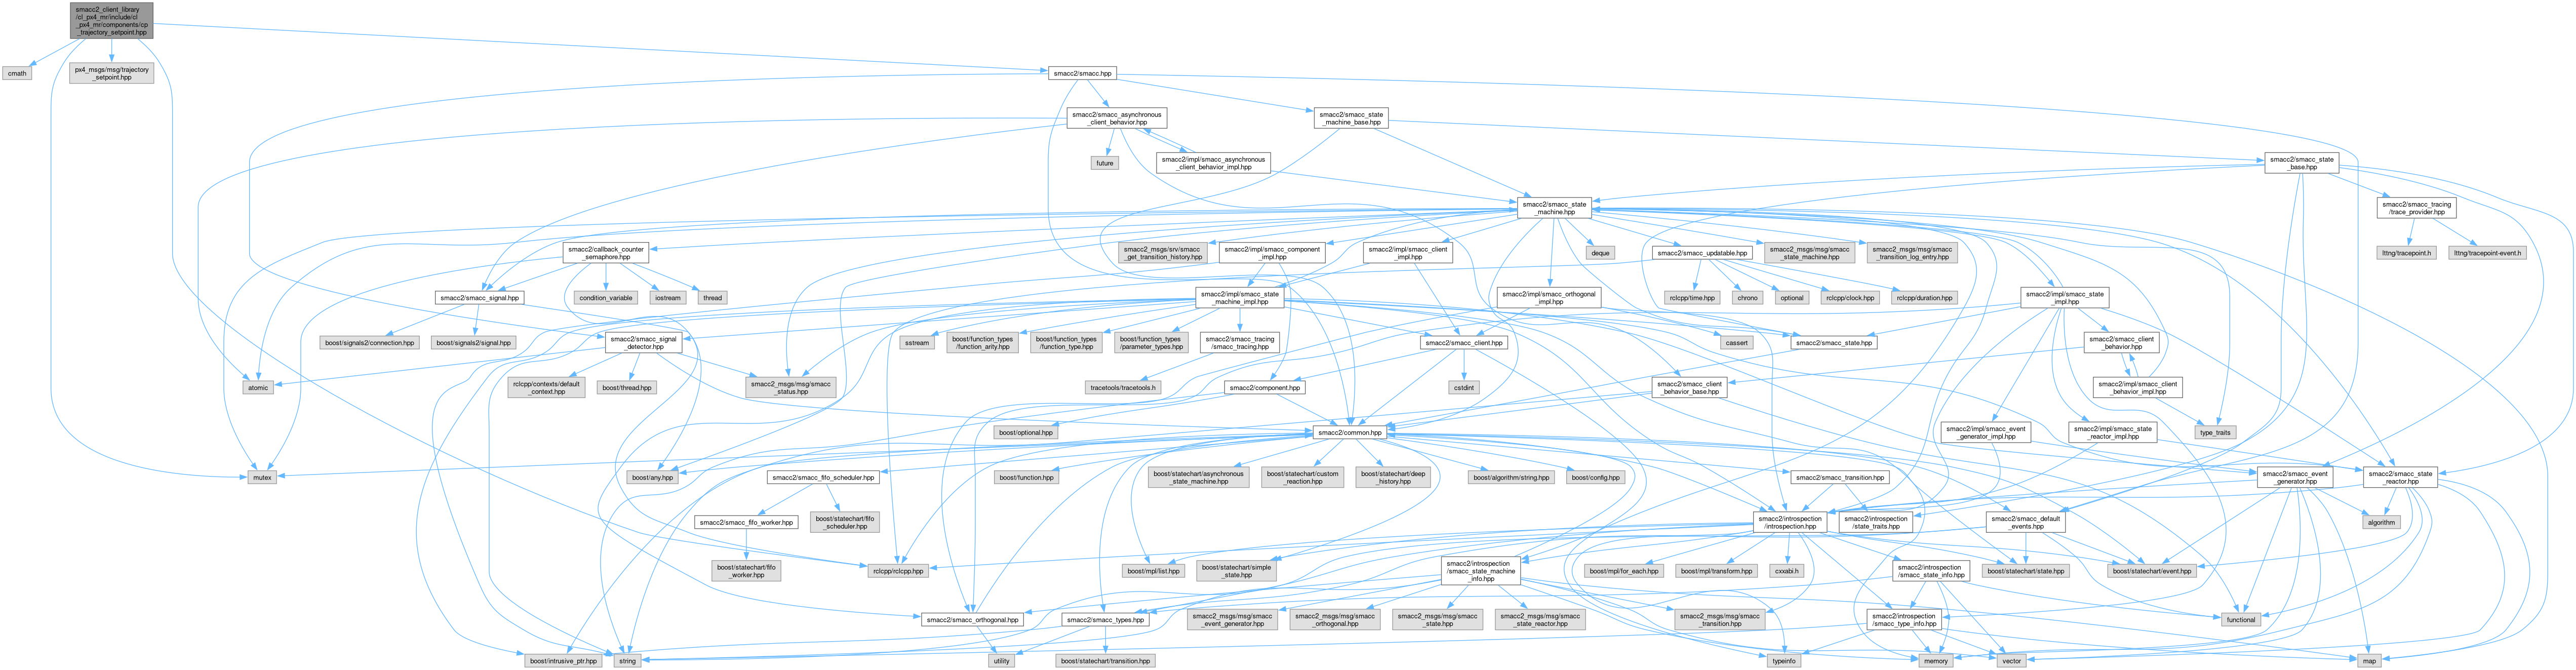 smacc2_client_library
/cl_px4_mr/include/cl
_px4_mr/components/cp
_trajectory_setpoint.hpp
cmath
px4_msgs/msg/trajectory
_setpoint.hpp
smacc2/smacc.hpp
smacc2/smacc_asynchronous
_client_behavior.hpp
smacc2/smacc_state
_machine_base.hpp
future
smacc2/impl/smacc_asynchronous
_client_behavior_impl.hpp
smacc2/smacc_state
_base.hpp
smacc2/smacc_state
_machine.hpp
smacc2/smacc_tracing
/trace_provider.hpp
smacc2/callback_counter
_semaphore.hpp
smacc2_msgs/srv/smacc
_get_transition_history.hpp
smacc2/impl/smacc_component
_impl.hpp
smacc2/impl/smacc_client
_impl.hpp
deque
smacc2/smacc_updatable.hpp
smacc2_msgs/msg/smacc
_state_machine.hpp
smacc2_msgs/msg/smacc
_transition_log_entry.hpp
lttng/tracepoint.h
lttng/tracepoint-event.h
smacc2/smacc_signal.hpp
condition_variable
iostream
thread
smacc2/impl/smacc_state
_machine_impl.hpp
smacc2/impl/smacc_orthogonal
_impl.hpp
rclcpp/time.hpp
chrono
optional
rclcpp/clock.hpp
rclcpp/duration.hpp
smacc2/impl/smacc_state
_impl.hpp
boost/signals2/connection.hpp
boost/signals2/signal.hpp
smacc2/smacc_signal
_detector.hpp
sstream
boost/function_types
/function_arity.hpp
boost/function_types
/function_type.hpp
boost/function_types
/parameter_types.hpp
smacc2/smacc_tracing
/smacc_tracing.hpp
smacc2/smacc_client.hpp
cassert
smacc2/smacc_state.hpp
smacc2/smacc_client
_behavior.hpp
atomic
rclcpp/contexts/default
_context.hpp
boost/thread.hpp
smacc2_msgs/msg/smacc
_status.hpp
tracetools/tracetools.h
smacc2/component.hpp
cstdint
smacc2/smacc_client
_behavior_base.hpp
smacc2/impl/smacc_client
_behavior_impl.hpp
boost/optional.hpp
smacc2/common.hpp
smacc2/impl/smacc_event
_generator_impl.hpp
smacc2/impl/smacc_state
_reactor_impl.hpp
type_traits
mutex
boost/any.hpp
smacc2/smacc_fifo_scheduler.hpp
boost/function.hpp
boost/statechart/asynchronous
_state_machine.hpp
boost/statechart/custom
_reaction.hpp
boost/statechart/deep
_history.hpp
boost/algorithm/string.hpp
boost/config.hpp
smacc2/smacc_transition.hpp
smacc2/smacc_event
_generator.hpp
smacc2/smacc_state
_reactor.hpp
smacc2/smacc_fifo_worker.hpp
boost/statechart/fifo
_scheduler.hpp
smacc2/introspection
/introspection.hpp
smacc2/introspection
/state_traits.hpp
smacc2/smacc_default
_events.hpp
algorithm
boost/statechart/fifo
_worker.hpp
rclcpp/rclcpp.hpp
boost/mpl/list.hpp
boost/statechart/simple
_state.hpp
smacc2/introspection
/smacc_state_machine
_info.hpp
boost/mpl/for_each.hpp
boost/mpl/transform.hpp
cxxabi.h
smacc2/introspection
/smacc_state_info.hpp
boost/statechart/state.hpp
boost/statechart/event.hpp
smacc2/smacc_orthogonal.hpp
smacc2/smacc_types.hpp
smacc2_msgs/msg/smacc
_event_generator.hpp
smacc2_msgs/msg/smacc
_orthogonal.hpp
smacc2_msgs/msg/smacc
_state.hpp
smacc2_msgs/msg/smacc
_state_reactor.hpp
smacc2_msgs/msg/smacc
_transition.hpp
smacc2/introspection
/smacc_type_info.hpp
functional
boost/intrusive_ptr.hpp
string
utility
boost/statechart/transition.hpp
typeinfo
memory
vector
map